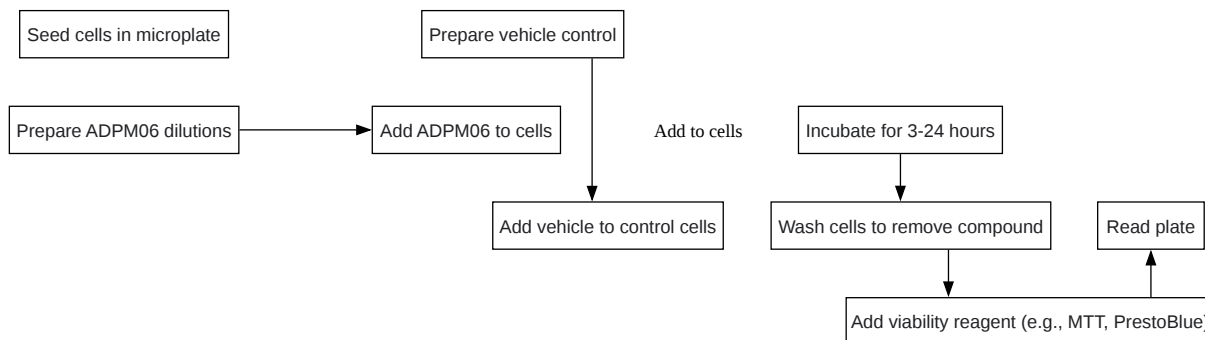 Seed cells in microplate
Prepare vehicle control
Prepare ADPM06 dilutions
Add ADPM06 to cells
Add to cells
Incubate for 3-24 hours
Add vehicle to control cells
Wash cells to remove compound
Read plate
Add viability reagent (e.g., MTT, PrestoBlue)